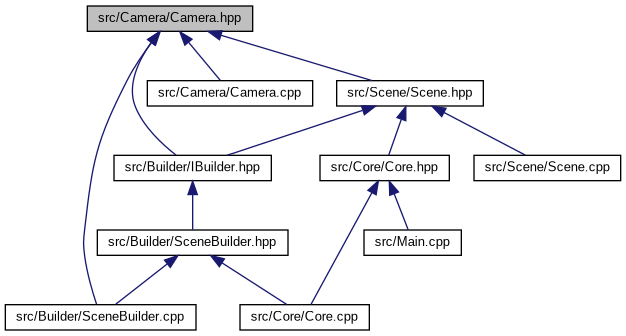 src/Camera/Camera.hpp
src/Camera/Camera.cpp
src/Scene/Scene.hpp
src/Builder/IBuilder.hpp
src/Core/Core.hpp
src/Scene/Scene.cpp
src/Builder/SceneBuilder.hpp
src/Main.cpp
src/Builder/SceneBuilder.cpp
src/Core/Core.cpp